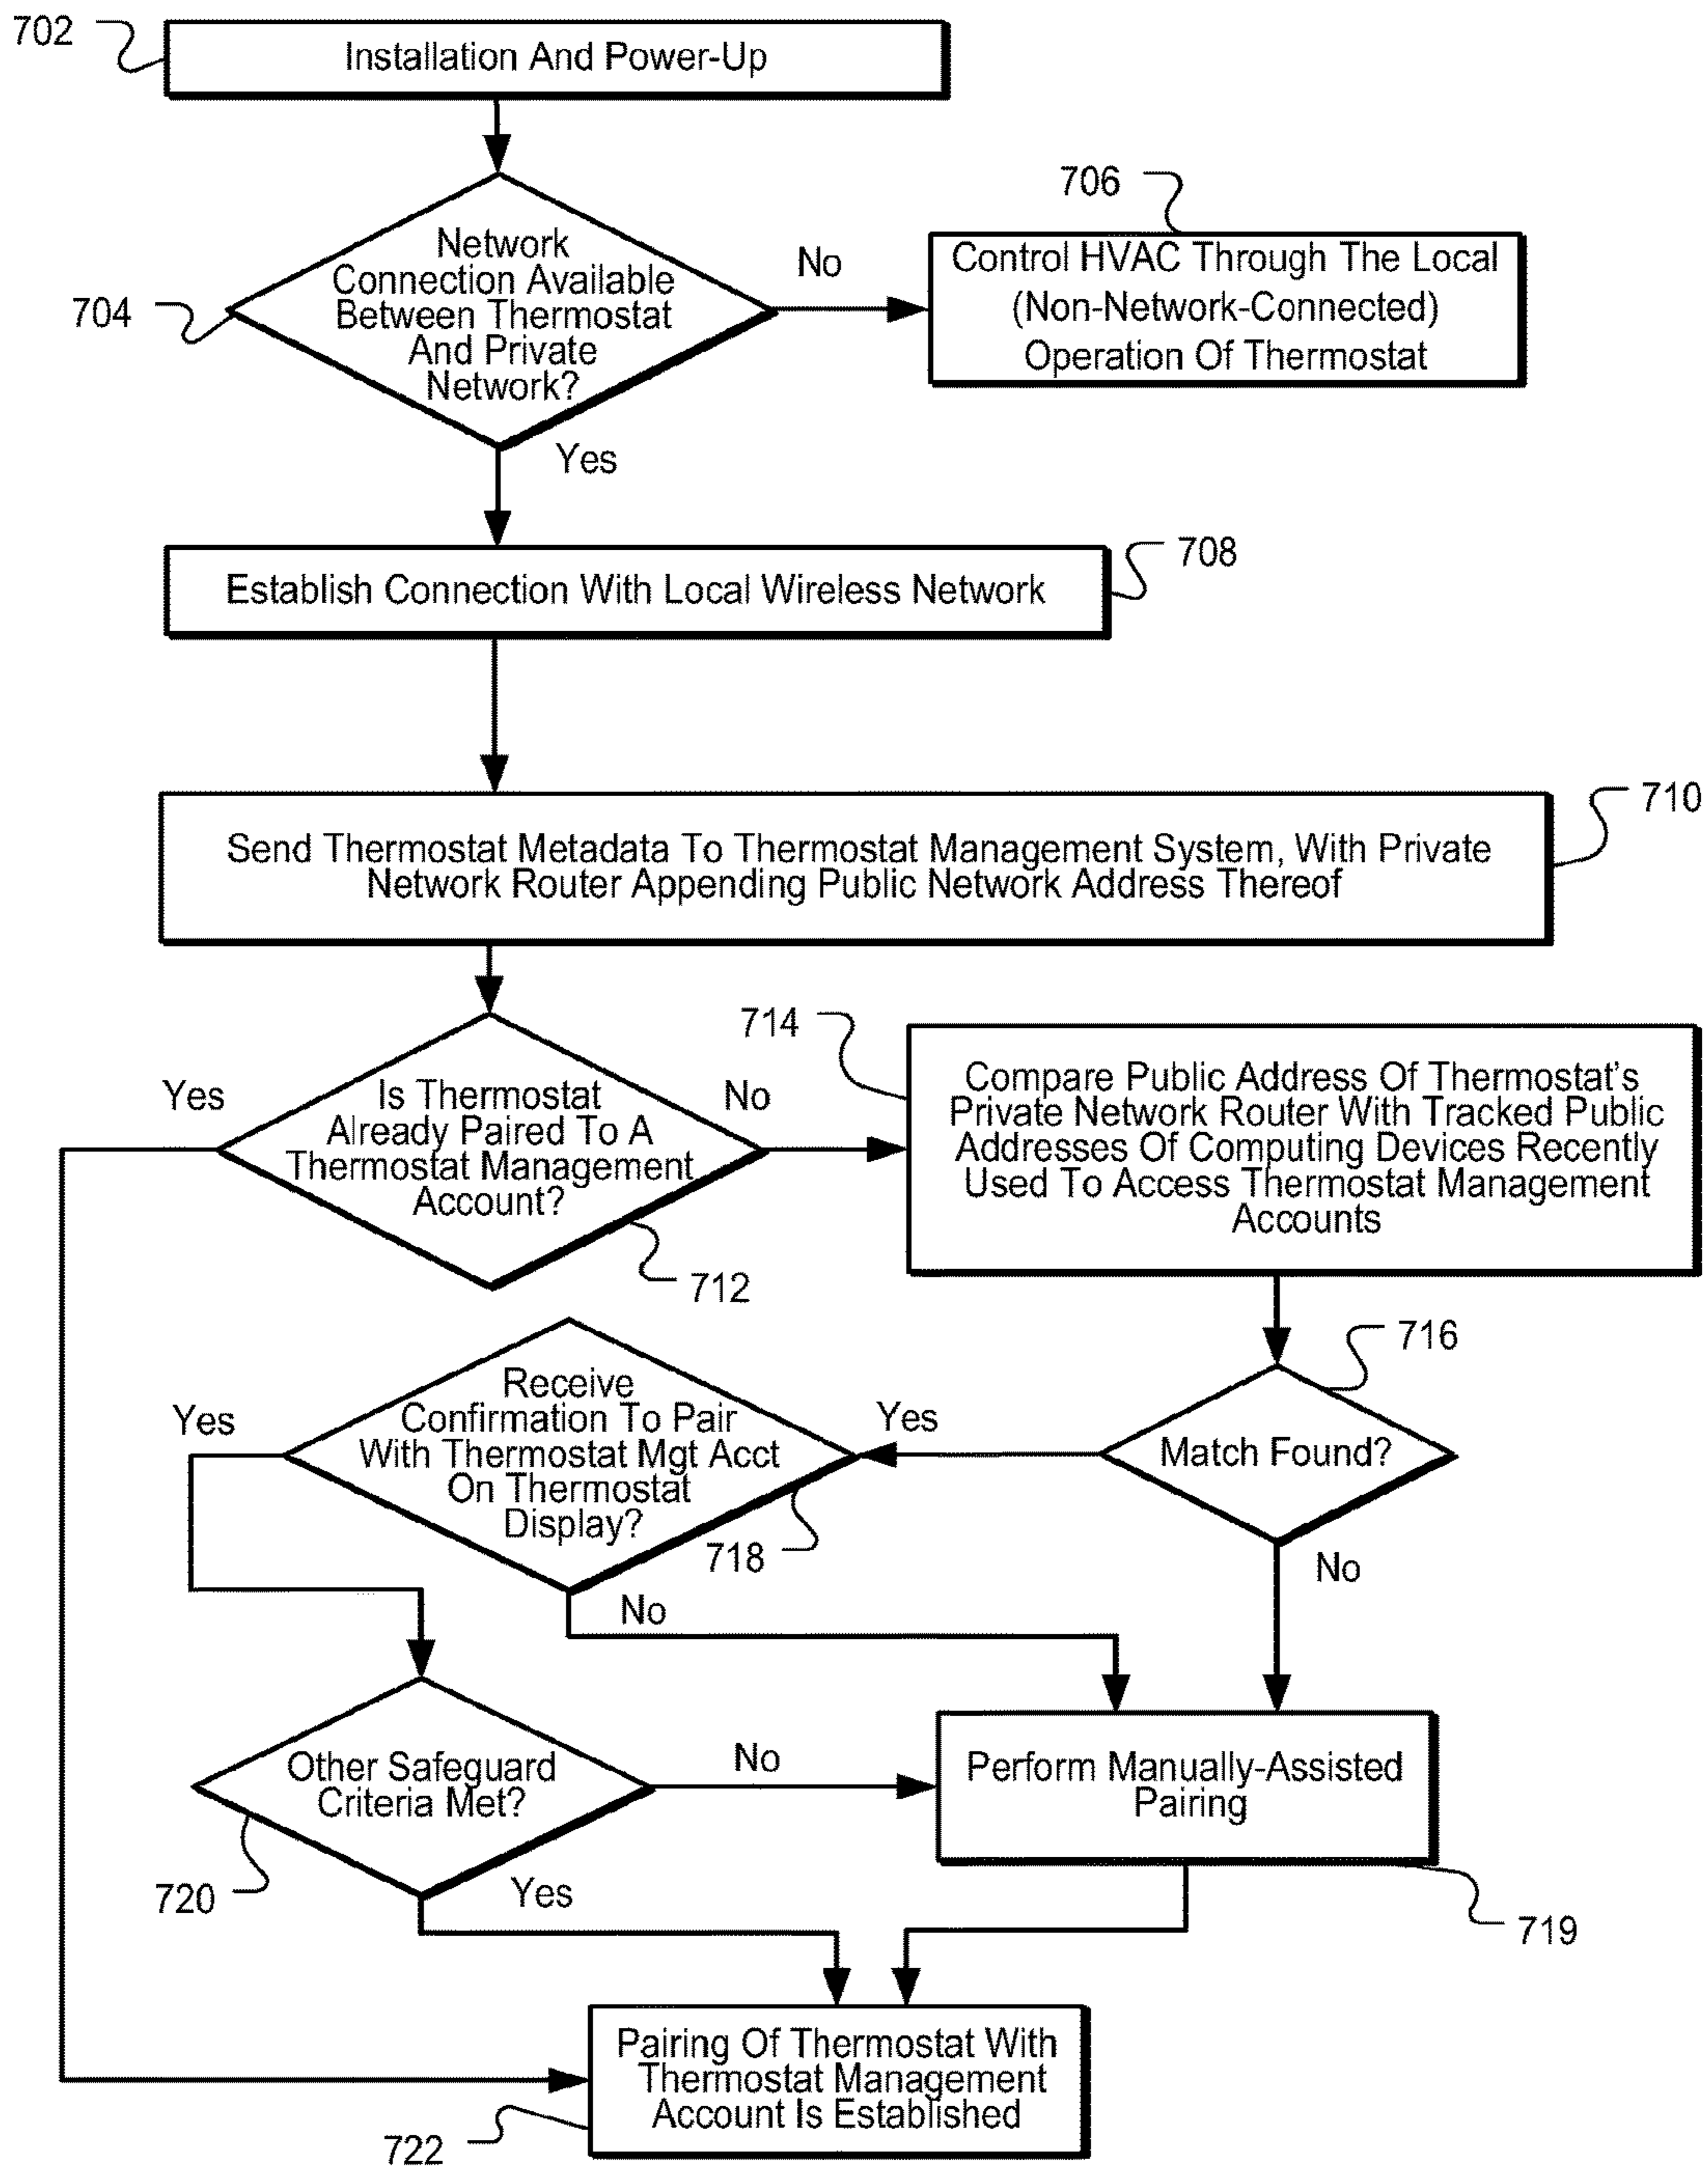 702
Installation And Power-Up
706
Network
Connection Available
Between Thermostat
And Private
Network?
704
No
Control HVAC Through The Local
(Non-Network-Connected)
Operation Of Thermostat
Yes
Establish Connection With Local Wireless Network
708
710
Send Thermostat Metadata To Thermostat Management System, With Private
Network Router Appending Public Network Address Thereof
714
Yes
Is Thermostat
Already Paired To A
Thermostat Management
Account?
No
712
Compare Public Address Of Thermostat's
Private Network Router With Tracked Public
Addresses Of Computing Devices Recently
Used To Access Thermostat Management
Accounts
716
Yes
Receive
Confirmation To Pair
With Thermostat Mgt Acct
On Thermostat
Display?
718
Yes
Match Found?
No
No
Other Safeguard
Criteria Met?
No
Perform Manually-Assisted
Pairing
720
Yes
719
Pairing Of Thermostat With
Thermostat Management
Account Is Established
722